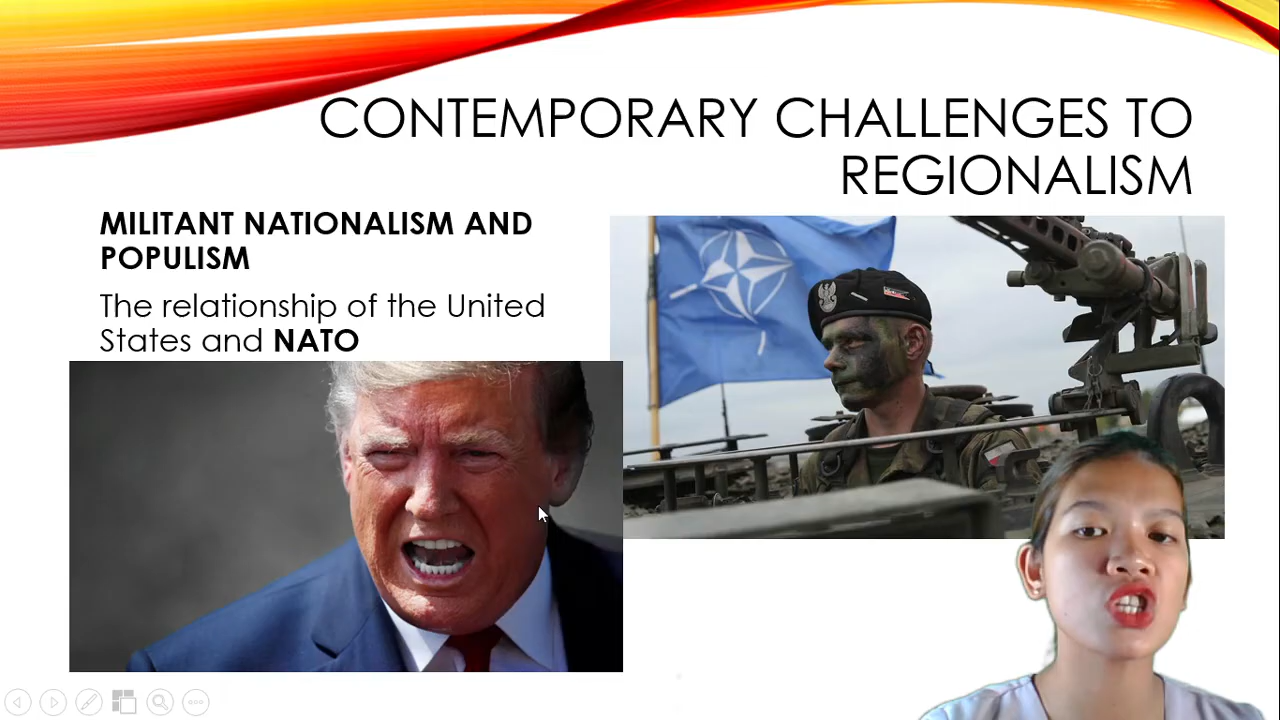 CONTEMPORARY CHALLENGES TO
REGIONALISM
MILITANT NATIONALISM AND
POPULISM
The relationship of the United
States and NATO